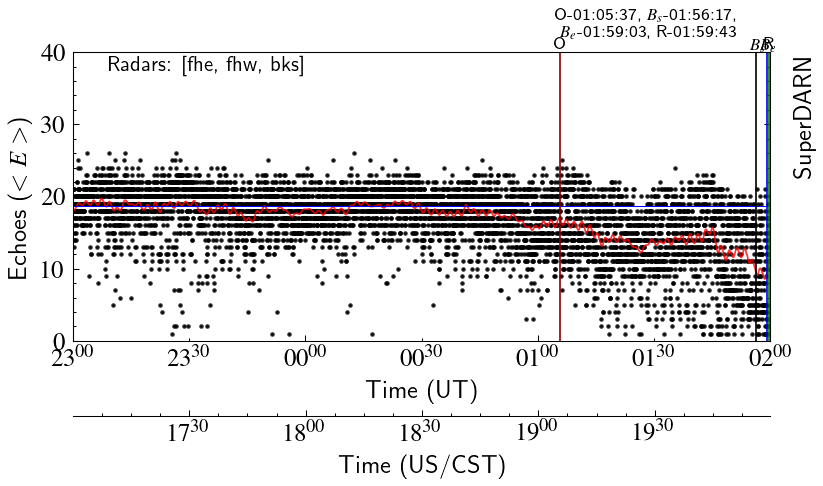 O-01:05:37, Bs-01:56:17,
Be-01:59:03, R-01:59:43
O
R
Radars: [fhe, fhw, bks]
SuperDARN
Echoes (< E >)
40
30
20
10
0
23^00 23^30 00^00 00^30 01^00 01^30 02^00
Time (UT)
17^30 18^00 18^30 19^00 19^30
Time (US/CST)